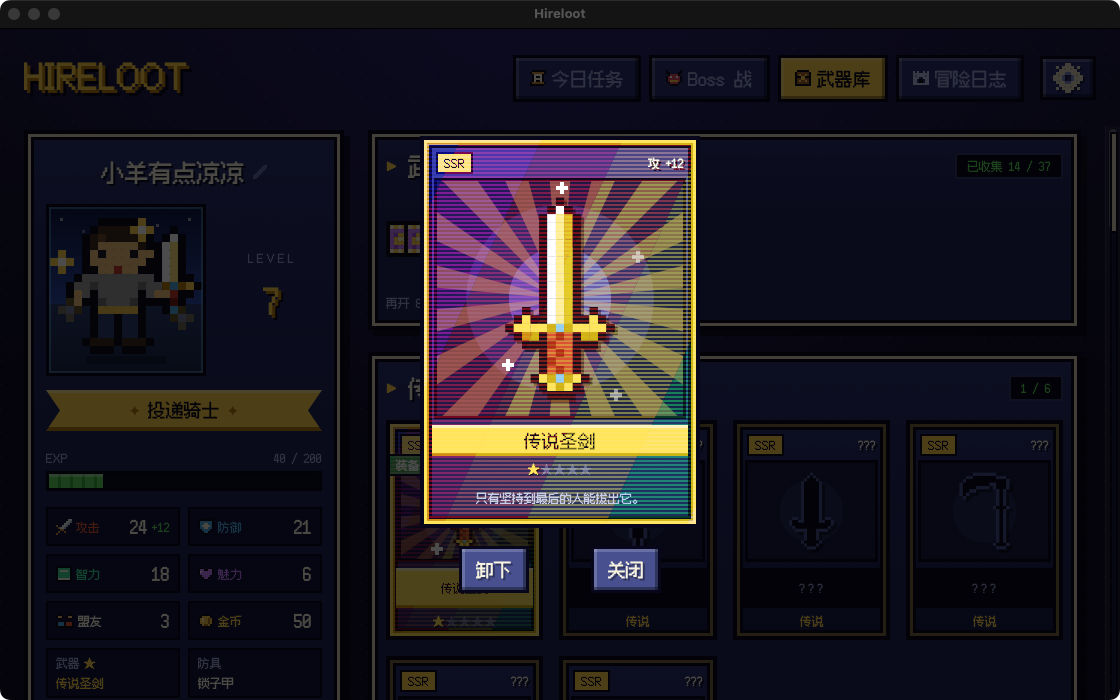 Hireloot
HIRELOOT
今日任务
Boss 战
武器库
冒险日志
小羊有点凉凉
LEVEL
7
投递骑士
EXP
40 / 200
攻击 24 +12
防御 21
智力 18
魅力 6
盟友 3
金币 50
武器 ★
传说圣剑
防具
锁子甲
已收集 14 / 37
再开
1 / 6
SSR
攻 +12
传说圣剑
★★★★★
只有坚持到最后的人能拔出它。
卸下
关闭
装备
★★★★★
传说
SSR
???
???
传说
SSR
???
???
传说
SSR
???
SSR
???